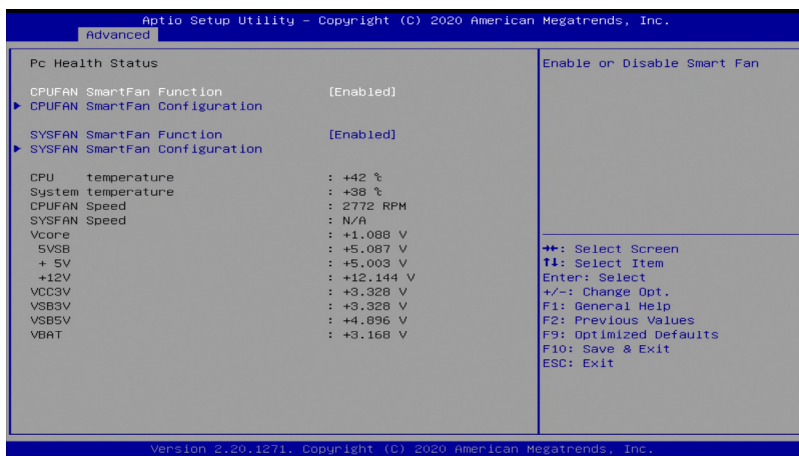 Aptio Setup Utility – Copyright (C) 2020 American Megatrends, Inc.
Advanced
Pc Health Status
Enable or Disable Smart Fan
CPUFAN SmartFan Function [Enabled]
▶ CPUFAN SmartFan Configuration
SYSFAN SmartFan Function [Enabled]
▶ SYSFAN SmartFan Configuration
CPU temperature : +42 ℃
System temperature : +38 ℃
CPUFAN Speed : 2772 RPM
SYSFAN Speed : N/A
Vcore : +1.088 V
5VSB : +5.087 V
+ 5V : +5.003 V
+12V : +12.144 V
VCC3V : +3.328 V
VSB3V : +3.328 V
VSB5V : +4.896 V
VBAT : +3.168 V
→←: Select Screen
↑↓: Select Item
Enter: Select
+/-: Change Opt.
F1: General Help
F2: Previous Values
F9: Optimized Defaults
F10: Save & Exit
ESC: Exit
Version 2.20.1271. Copyright (C) 2020 American Megatrends, Inc.